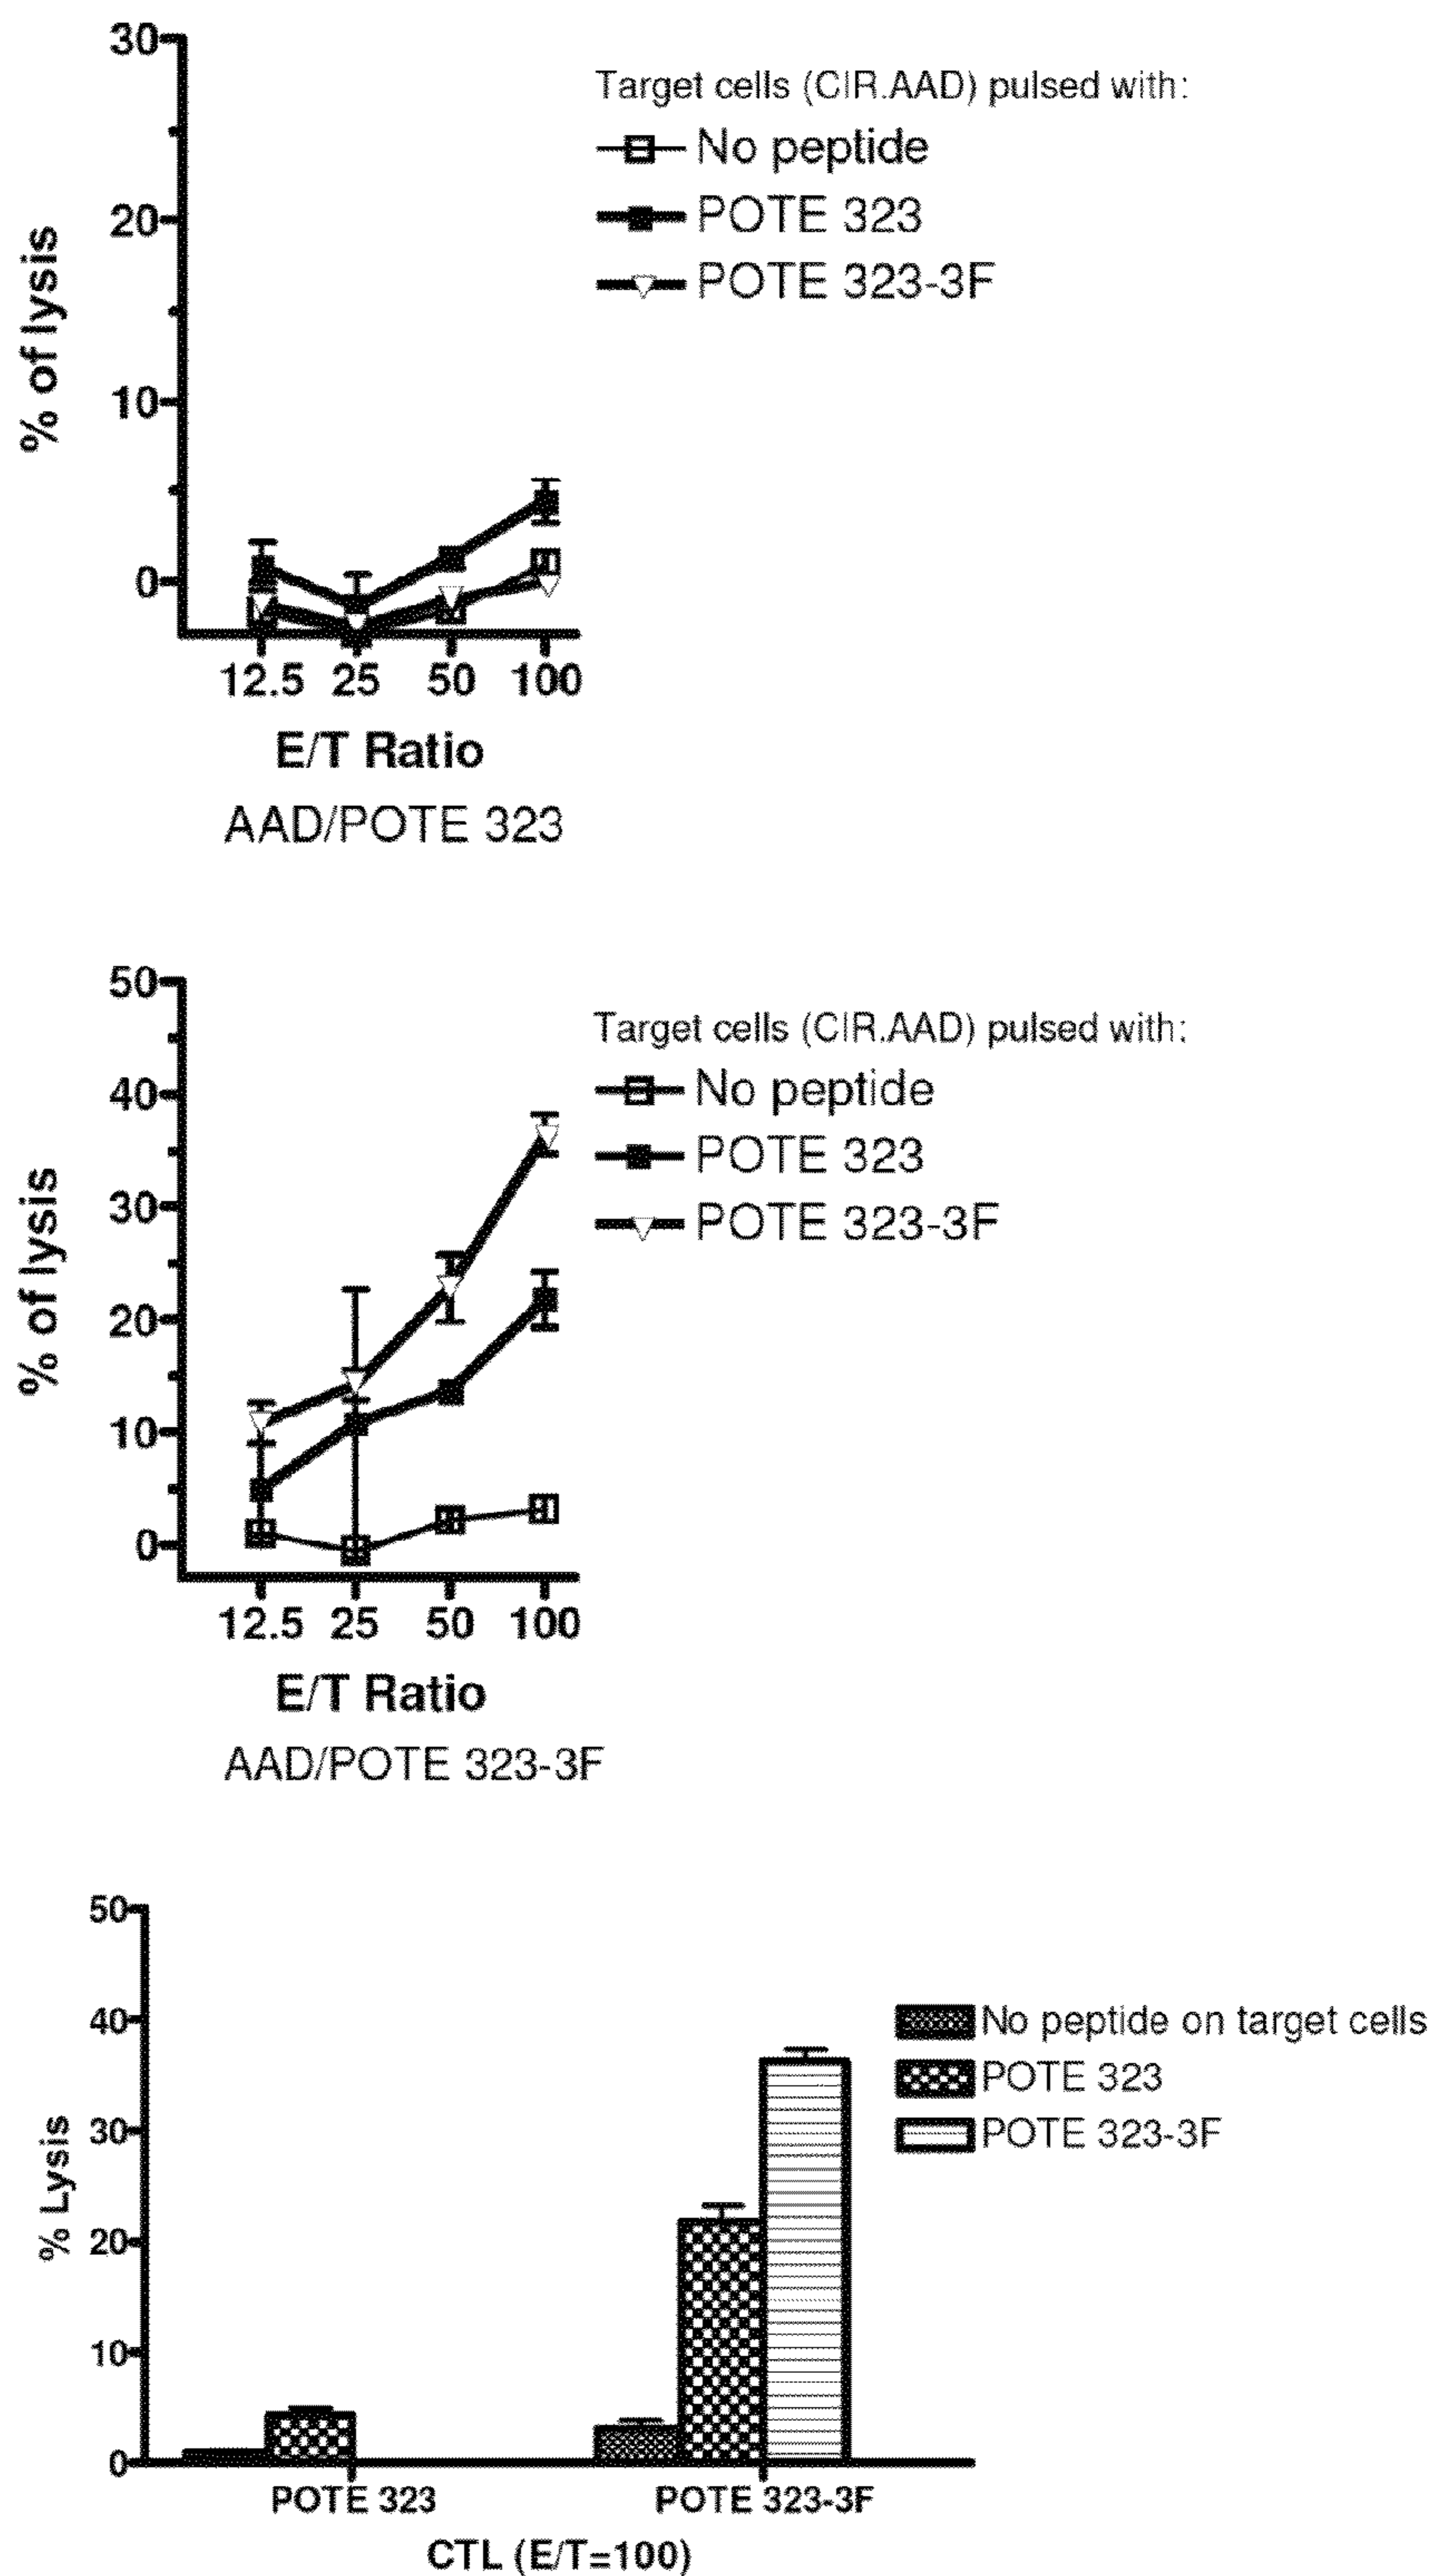 30
Target cells (CIR.AAD) pulsed with:
No peptide
POTE 323
POTE 323-3F
20
10
0
% of lysis
12.5 25 50 100
E/T Ratio
AAD/POTE 323
50
Target cells (CIR.AAD) pulsed with:
No peptide
POTE 323
POTE 323-3F
40
30
20
10
0
% of lysis
12.5 25 50 100
E/T Ratio
AAD/POTE 323-3F
50
40
30
20
10
0
% Lysis
No peptide on target cells
POTE 323
POTE 323-3F
POTE 323 POTE 323-3F
CTL (E/T=100)